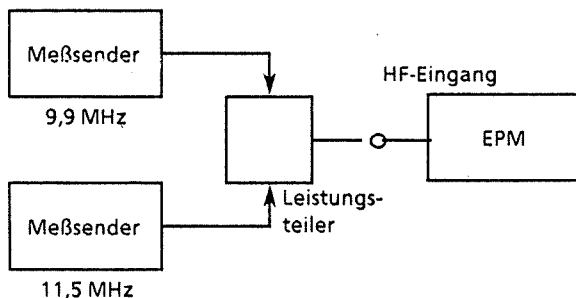 Meßsender
9,9 MHz
HF-Eingang
EPM
Leistungs-
teiler
Meßsender
11,5 MHz